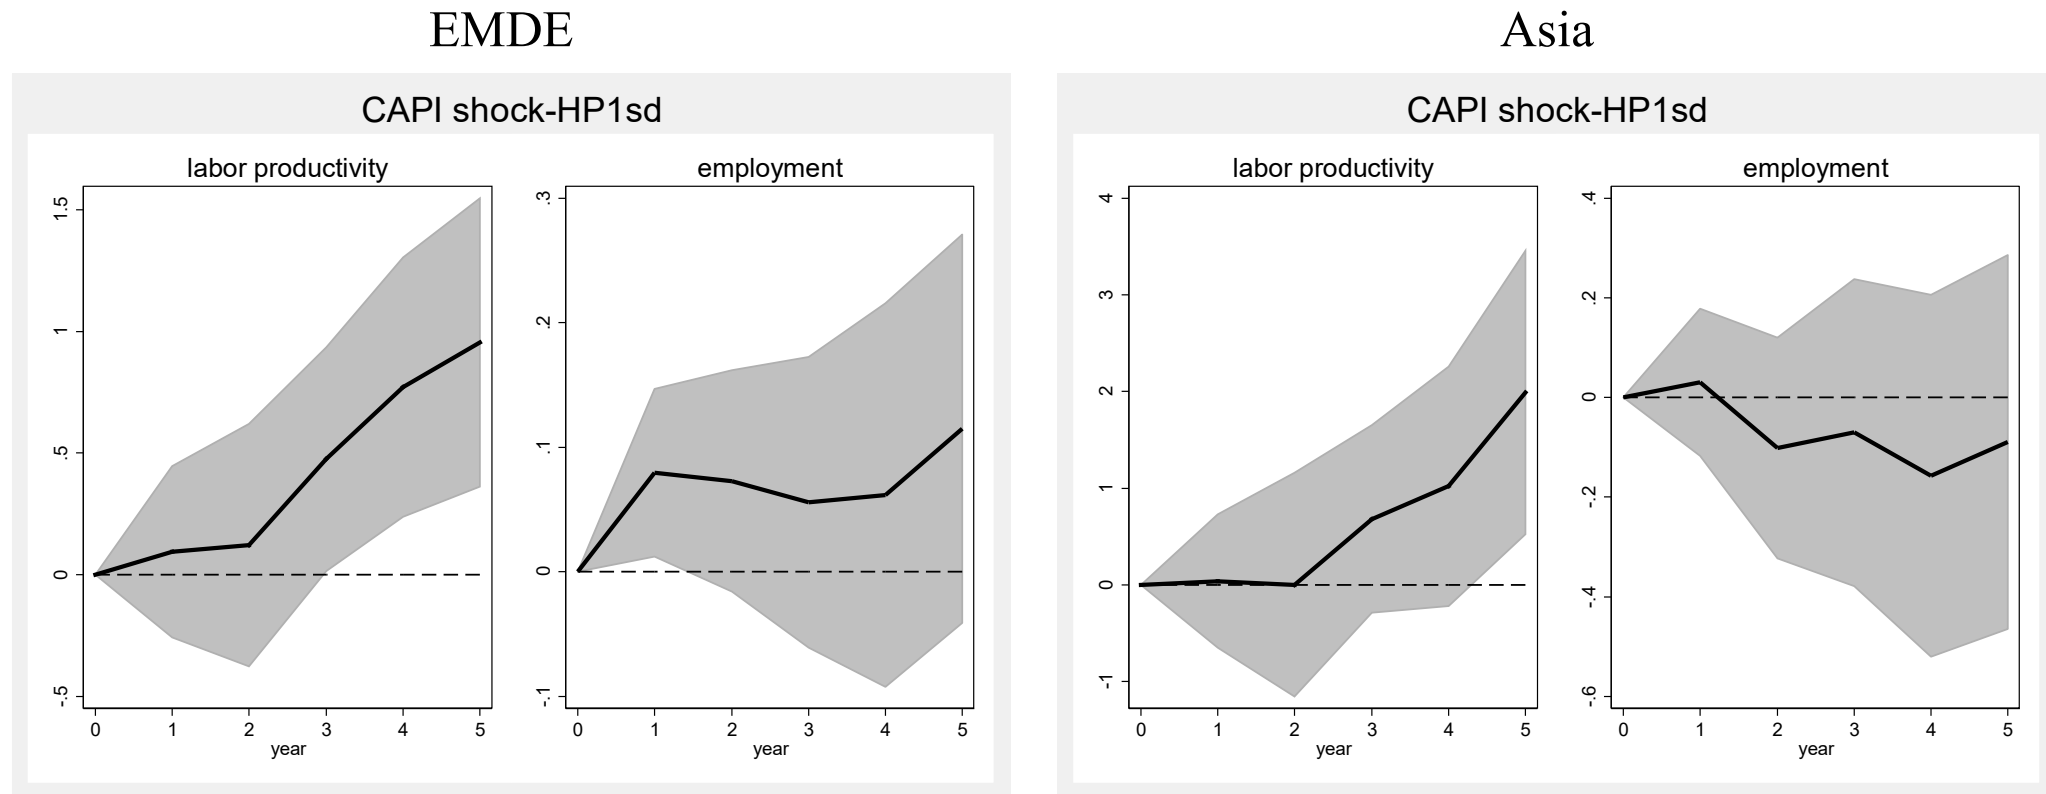 EMDE
CAPI shock-HP1sd
labor productivity
1.5
1
.5
0
-.5
0 1 2 3 4 5
year
employment
.3
.2
.1
0
-.1
0 1 2 3 4 5
year
Asia
CAPI shock-HP1sd
labor productivity
4
3
2
1
0
-1
0 1 2 3 4 5
year
employment
.4
.2
0
-.2
-.4
-.6
0 1 2 3 4 5
year